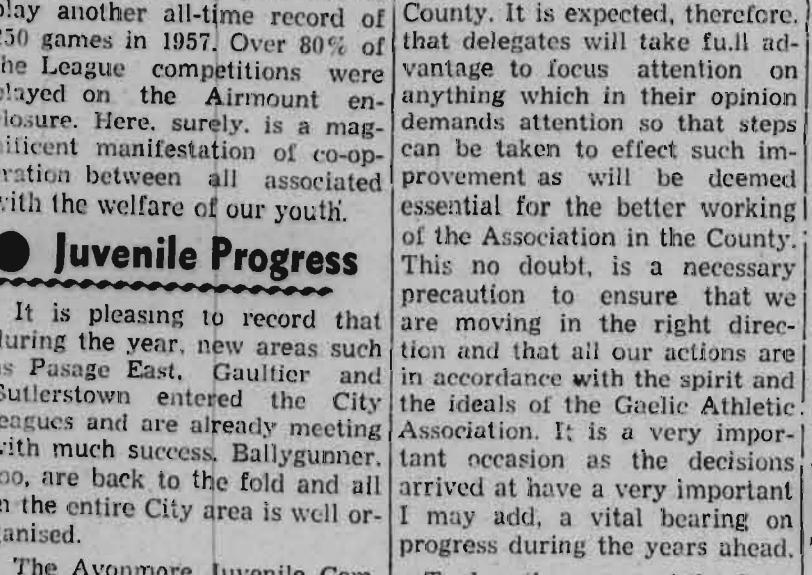 play another all-time record of
250 games in 1957. Over 80% of
the League competitions were
played on the Airmount en-
closure. Here, surely, is a mag-
nificent manifestation of co-op-
eration between all associated
with the welfare of our youth.
● Juvenile Progress
It is pleasing to record that
during the year, new areas such
as Pasage East, Gaultier and
Butlerstown entered the City
Leagues and are already meeting
with much success. Ballygunner,
too, are back to the fold and all
in the entire City area is well or-
ganised.
The Avonmore Juvenile Com-
County. It is expected, therefore,
that delegates will take full ad-
vantage to focus attention on
anything which in their opinion
demands attention so that steps
can be taken to effect such im-
provement as will be deemed
essential for the better working
of the Association in the County.
This no doubt, is a necessary
precaution to ensure that we
are moving in the right direc-
tion and that all our actions are
in accordance with the spirit and
the ideals of the Gaelic Athletic
Association. It is a very impor-
tant occasion as the decisions
arrived at have a very important
I may add, a vital bearing on
progress during the years ahead.